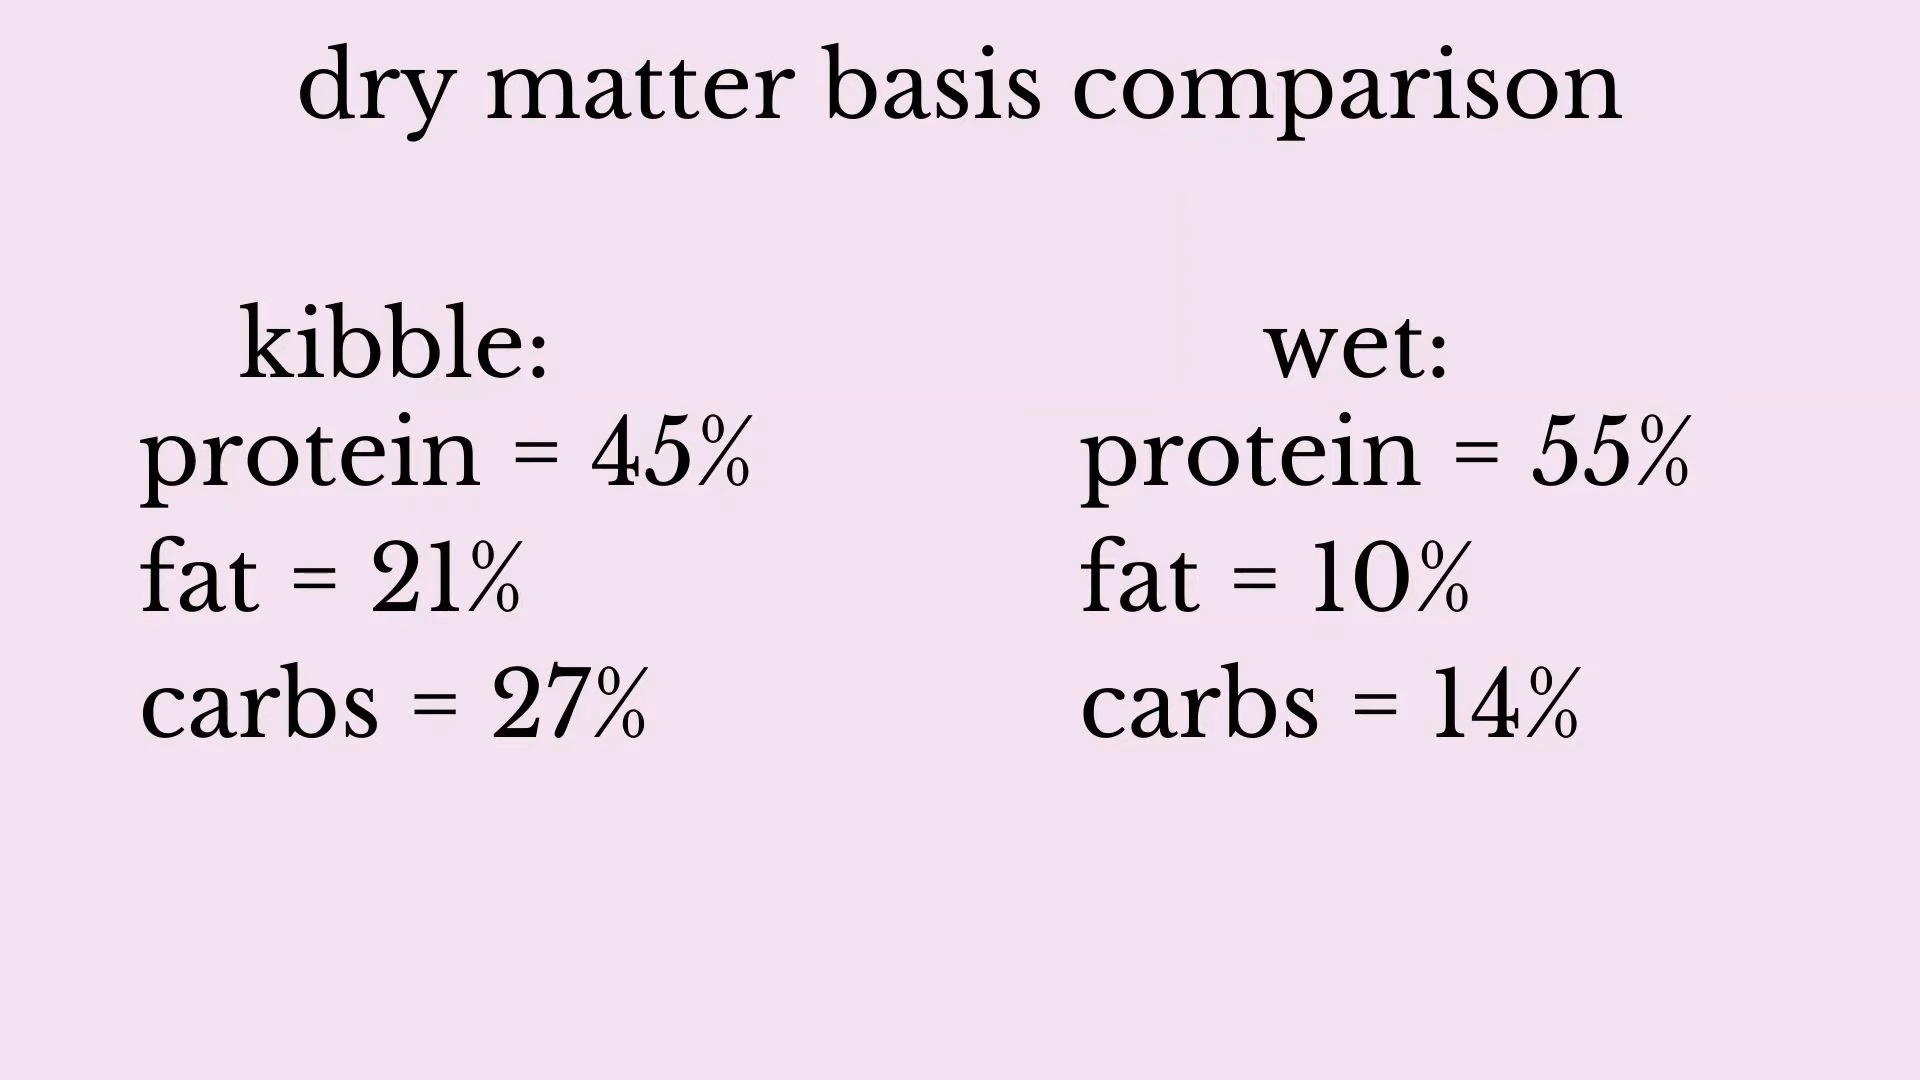 dry matter basis comparison
kibble:
protein = 45%
fat = 21%
carbs = 27%
wet:
protein = 55%
fat = 10%
carbs = 14%